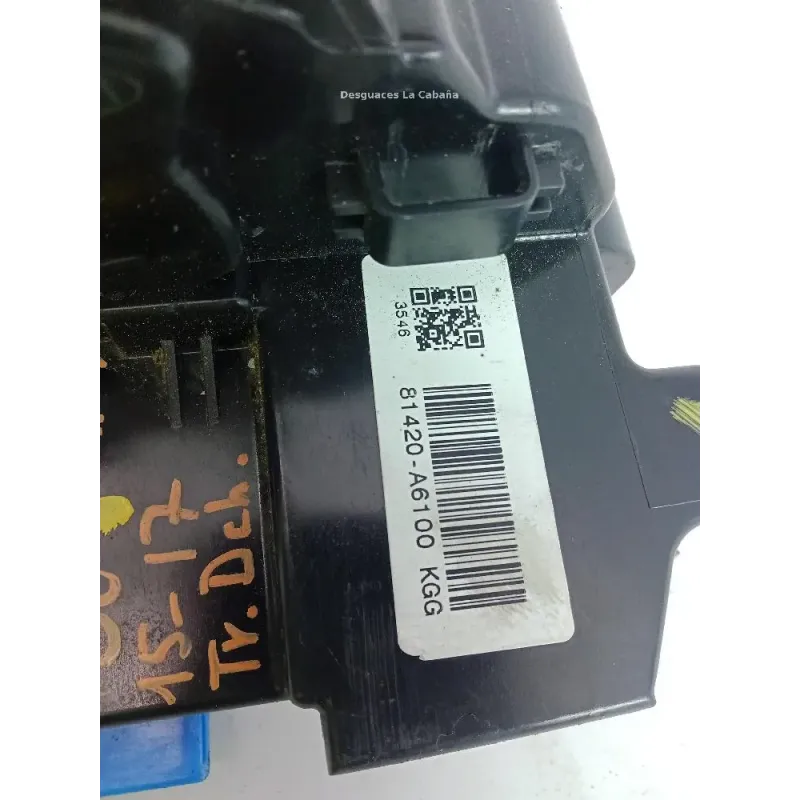 Desguaces La Cabaña
3546
81420-A6100 KGG
15-17
Tr. Dch.